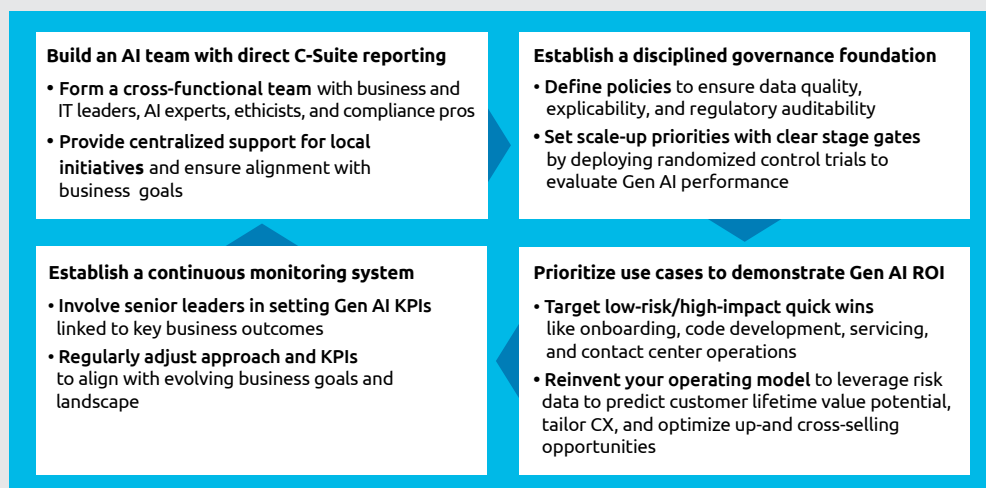 Build an AI team with direct C-Suite reporting
• Form a cross-functional team with business and
IT leaders, AI experts, ethicists, and compliance pros
• Provide centralized support for local
initiatives and ensure alignment with
business goals
Establish a disciplined governance foundation
• Define policies to ensure data quality,
explicability, and regulatory auditability
• Set scale-up priorities with clear stage gates
by deploying randomized control trials to
evaluate Gen AI performance
Establish a continuous monitoring system
• Involve senior leaders in setting Gen AI KPIs
linked to key business outcomes
• Regularly adjust approach and KPIs
to align with evolving business goals and
landscape
Prioritize use cases to demonstrate Gen AI ROI
• Target low-risk/high-impact quick wins
like onboarding, code development, servicing,
and contact center operations
• Reinvent your operating model to leverage risk
data to predict customer lifetime value potential,
tailor CX, and optimize up-and cross-selling
opportunities